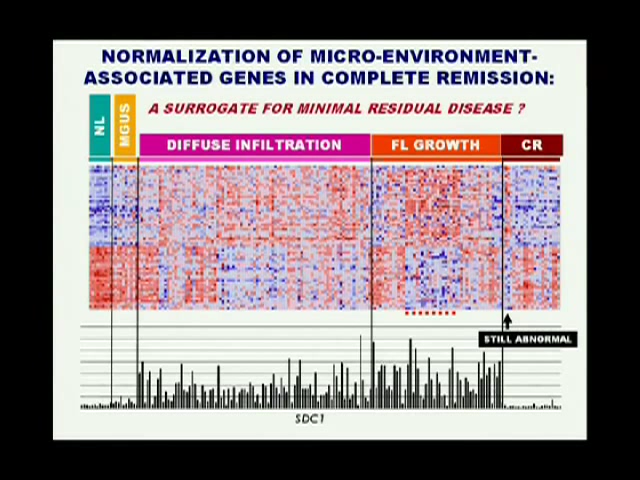 NORMALIZATION OF MICRO-ENVIRONMENT-
ASSOCIATED GENES IN COMPLETE REMISSION:
A SURROGATE FOR MINIMAL RESIDUAL DISEASE ?
NL
MGUS
DIFFUSE INFILTRATION
FL GROWTH
CR
STILL ABNORMAL
SDC1